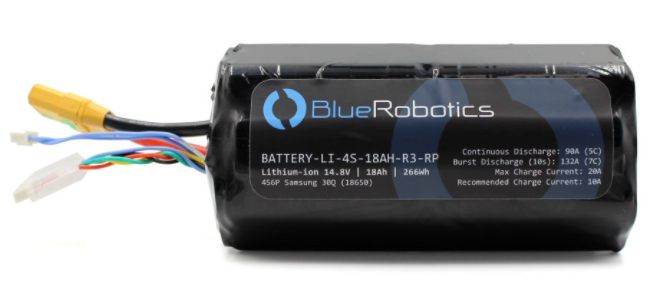 BlueRobotics
BATTERY-LI-4S-18AH-R3-RP
Lithium-ion 14.8V | 18Ah | 266Wh
4S6P Samsung 30Q (18650)
Continuous Discharge: 90A (5C)
Burst Discharge (10s): 132A (7C)
Max Charge Current: 20A
Recommended Charge Current: 10A